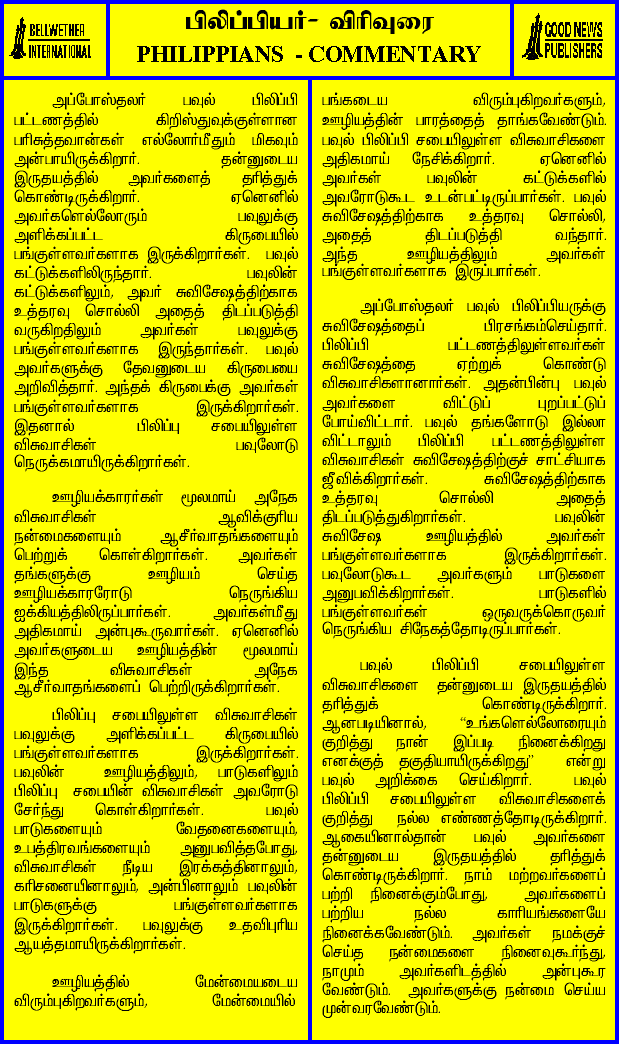 BELLWETHER
INTERNATIONAL
பிலிப்பியர்- விரிவுரை
PHILIPPIANS - COMMENTARY
GOOD NEWS
PUBLISHERS
அப்போஸ்தலர் பவுல் பிலிப்பி
பட்டணத்தில் கிறிஸ்துவுக்குள்ளான
பரிசுத்தவான்கள் எல்லோர்மீதும் மிகவும்
அன்பாயிருக்கிறார். தன்னுடைய
இருதயத்தில் அவர்களைத் தரித்துக்
கொண்டிருக்கிறார். ஏனெனில்
அவர்களெல்லோரும் பவுலுக்கு
அளிக்கப்பட்ட கிருபையில்
பங்குள்ளவர்களாக இருக்கிறார்கள். பவுல்
கட்டுக்களிலிருந்தார். பவுலின்
கட்டுக்களிலும், அவர் சுவிசேஷத்திற்காக
உத்தரவு சொல்லி அதைத் திடப்படுத்தி
வருகிறதிலும் அவர்கள் பவுலுக்கு
பங்குள்ளவர்களாக இருந்தார்கள். பவுல்
அவர்களுக்கு தேவனுடைய கிருபையை
அறிவித்தார். அந்தக் கிருபைக்கு அவர்கள்
பங்குள்ளவர்களாக இருக்கிறார்கள்.
இதனால் பிலிப்பு சபையிலுள்ள
விசுவாசிகள் பவுலோடு
நெருக்கமாயிருக்கிறார்கள்.
ஊழியக்காரர்கள் மூலமாய் அநேக
விசுவாசிகள் ஆவிக்குரிய
நன்மைகளையும் ஆசீர்வாதங்களையும்
பெற்றுக் கொள்கிறார்கள். அவர்கள்
தங்களுக்கு ஊழியம் செய்த
ஊழியக்காரரோடு நெருங்கிய
ஐக்கியத்திலிருப்பார்கள். அவர்கள்மீது
அதிகமாய் அன்புகூருவார்கள். ஏனெனில்
அவர்களுடைய ஊழியத்தின் மூலமாய்
இந்த விசுவாசிகள் அநேக
ஆசீர்வாதங்களைப் பெற்றிருக்கிறார்கள்.
பிலிப்பு சபையிலுள்ள விசுவாசிகள்
பவுலுக்கு அளிக்கப்பட்ட கிருபையில்
பங்குள்ளவர்களாக இருக்கிறார்கள்.
பவுலின் ஊழியத்திலும், பாடுகளிலும்
பிலிப்பு சபையின் விசுவாசிகள் அவரோடு
சேர்ந்து கொள்கிறார்கள். பவுல்
பாடுகளையும் வேதனைகளையும்,
உபத்திரவங்களையும் அனுபவித்தபோது,
விசுவாசிகள் நீடிய இரக்கத்தினாலும்,
கரிசனையினாலும், அன்பினாலும் பவுலின்
பாடுகளுக்கு பங்குள்ளவர்களாக
இருக்கிறார்கள். பவுலுக்கு உதவிபுரிய
ஆயத்தமாயிருக்கிறார்கள்.
ஊழியத்தில் மேன்மையடைய
விரும்புகிறவர்களும், மேன்மையில்
பங்கடைய விரும்புகிறவர்களும்,
ஊழியத்தின் பாரத்தைத் தாங்கவேண்டும்.
பவுல் பிலிப்பி சபையிலுள்ள விசுவாசிகளை
அதிகமாய் நேசிக்கிறார். ஏனெனில்
அவர்கள் பவுலின் கட்டுக்களில்
அவரோடுகூட உடன்பட்டிருப்பார்கள். பவுல்
சுவிசேஷத்திற்காக உத்தரவு சொல்லி,
அதைத் திடப்படுத்தி வந்தார்.
அந்த ஊழியத்திலும் அவர்கள்
பங்குள்ளவர்களாக இருப்பார்கள்.
அப்போஸ்தலர் பவுல் பிலிப்பியருக்கு
சுவிசேஷத்தைப் பிரசங்கம்செய்தார்.
பிலிப்பி பட்டணத்திலுள்ளவர்கள்
சுவிசேஷத்தை ஏற்றுக் கொண்டு
விசுவாசிகளானார்கள். அதன்பின்பு பவுல்
அவர்களை விட்டுப் புறப்பட்டுப்
போய்விட்டார். பவுல் தங்களோடு இல்லா
விட்டாலும் பிலிப்பி பட்டணத்திலுள்ள
விசுவாசிகள் சுவிசேஷத்திற்குச் சாட்சியாக
ஜீவிக்கிறார்கள். சுவிசேஷத்திற்காக
உத்தரவு சொல்லி அதைத்
திடப்படுத்துகிறார்கள். பவுலின்
சுவிசேஷ ஊழியத்தில் அவர்கள்
பங்குள்ளவர்களாக இருக்கிறார்கள்.
பவுலோடுகூட அவர்களும் பாடுகளை
அனுபவிக்கிறார்கள். பாடுகளில்
பங்குள்ளவர்கள் ஒருவருக்கொருவர்
நெருங்கிய சிநேகத்தோடிருப்பார்கள்.
பவுல் பிலிப்பி சபையிலுள்ள
விசுவாசிகளை தன்னுடைய இருதயத்தில்
தரித்துக் கொண்டிருக்கிறார்.
ஆனபடியினால், "உங்களெல்லோரையும்
குறித்து நான் இப்படி நினைக்கிறது
எனக்குத் தகுதியாயிருக்கிறது" என்று
பவுல் அறிக்கை செய்கிறார். பவுல்
பிலிப்பி சபையிலுள்ள விசுவாசிகளைக்
குறித்து நல்ல எண்ணத்தோடிருக்கிறார்.
ஆகையினால்தான் பவுல் அவர்களை
தன்னுடைய இருதயத்தில் தரித்துக்
கொண்டிருக்கிறார். நாம் மற்றவர்களைப்
பற்றி நினைக்கும்போது, அவர்களைப்
பற்றிய நல்ல காரியங்களையே
நினைக்கவேண்டும். அவர்கள் நமக்குச்
செய்த நன்மைகளை நினைவுகூர்ந்து,
நாமும் அவர்களிடத்தில் அன்புகூர
வேண்டும். அவர்களுக்கு நன்மை செய்ய
முன்வரவேண்டும்.